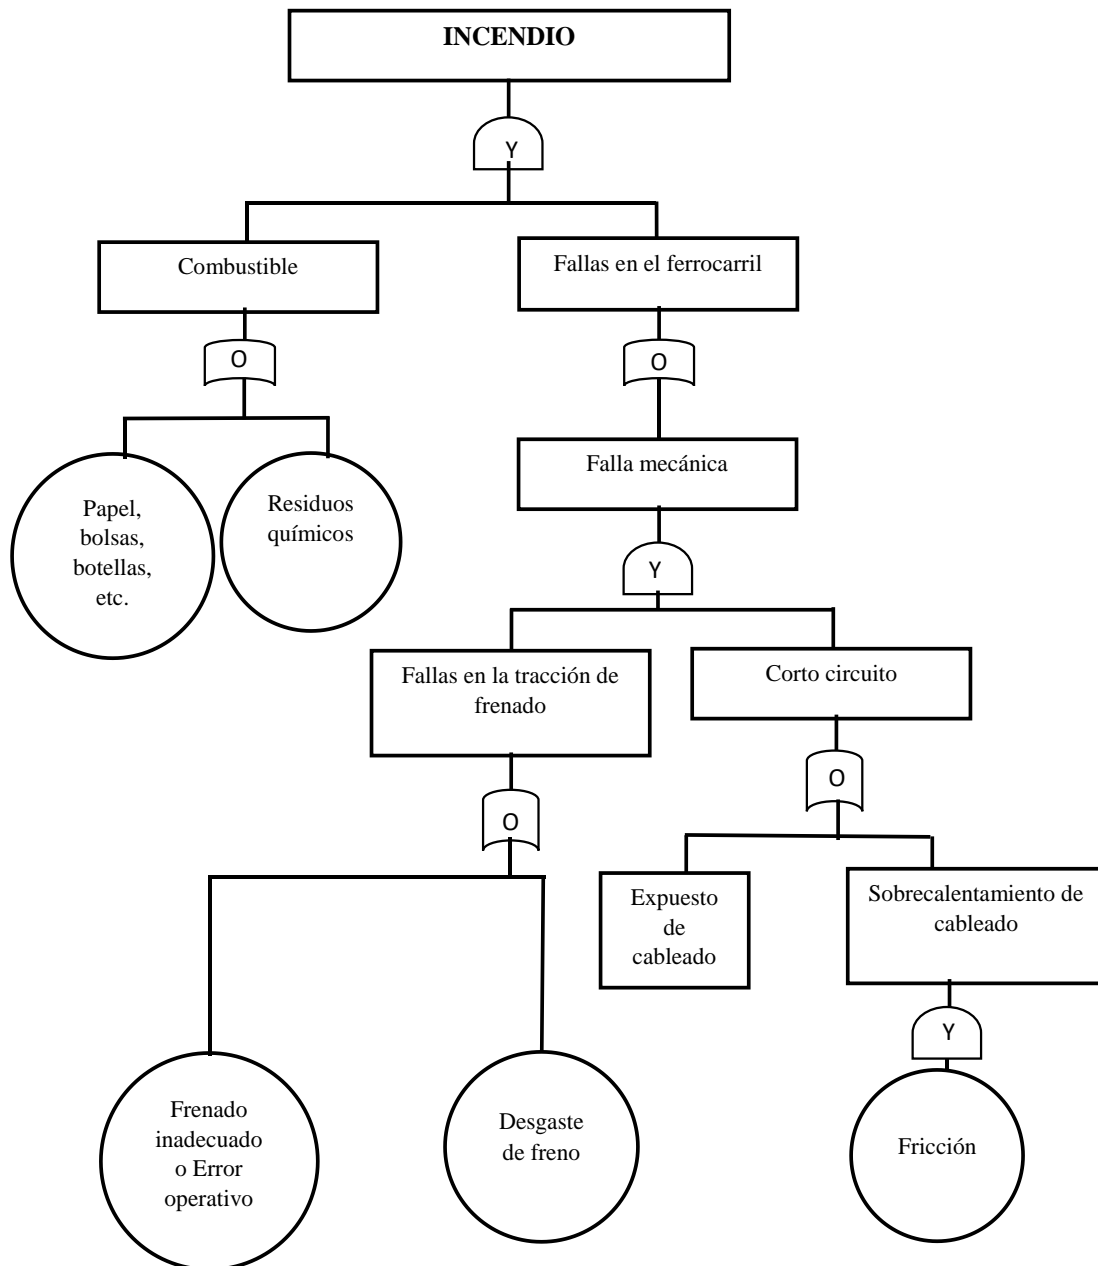 INCENDIO
Y
Combustible
Fallas en el ferrocarril
O
O
Falla mecánica
Papel,
bolsas,
botellas,
etc.
Residuos
químicos
Y
Fallas en la tracción de
frenado
Corto circuito
O
O
Expuesto
de
cableado
Sobrecalentamiento de
cableado
Y
Frenado
inadecuado
o Error
operativo
Desgaste
de freno
Fricción